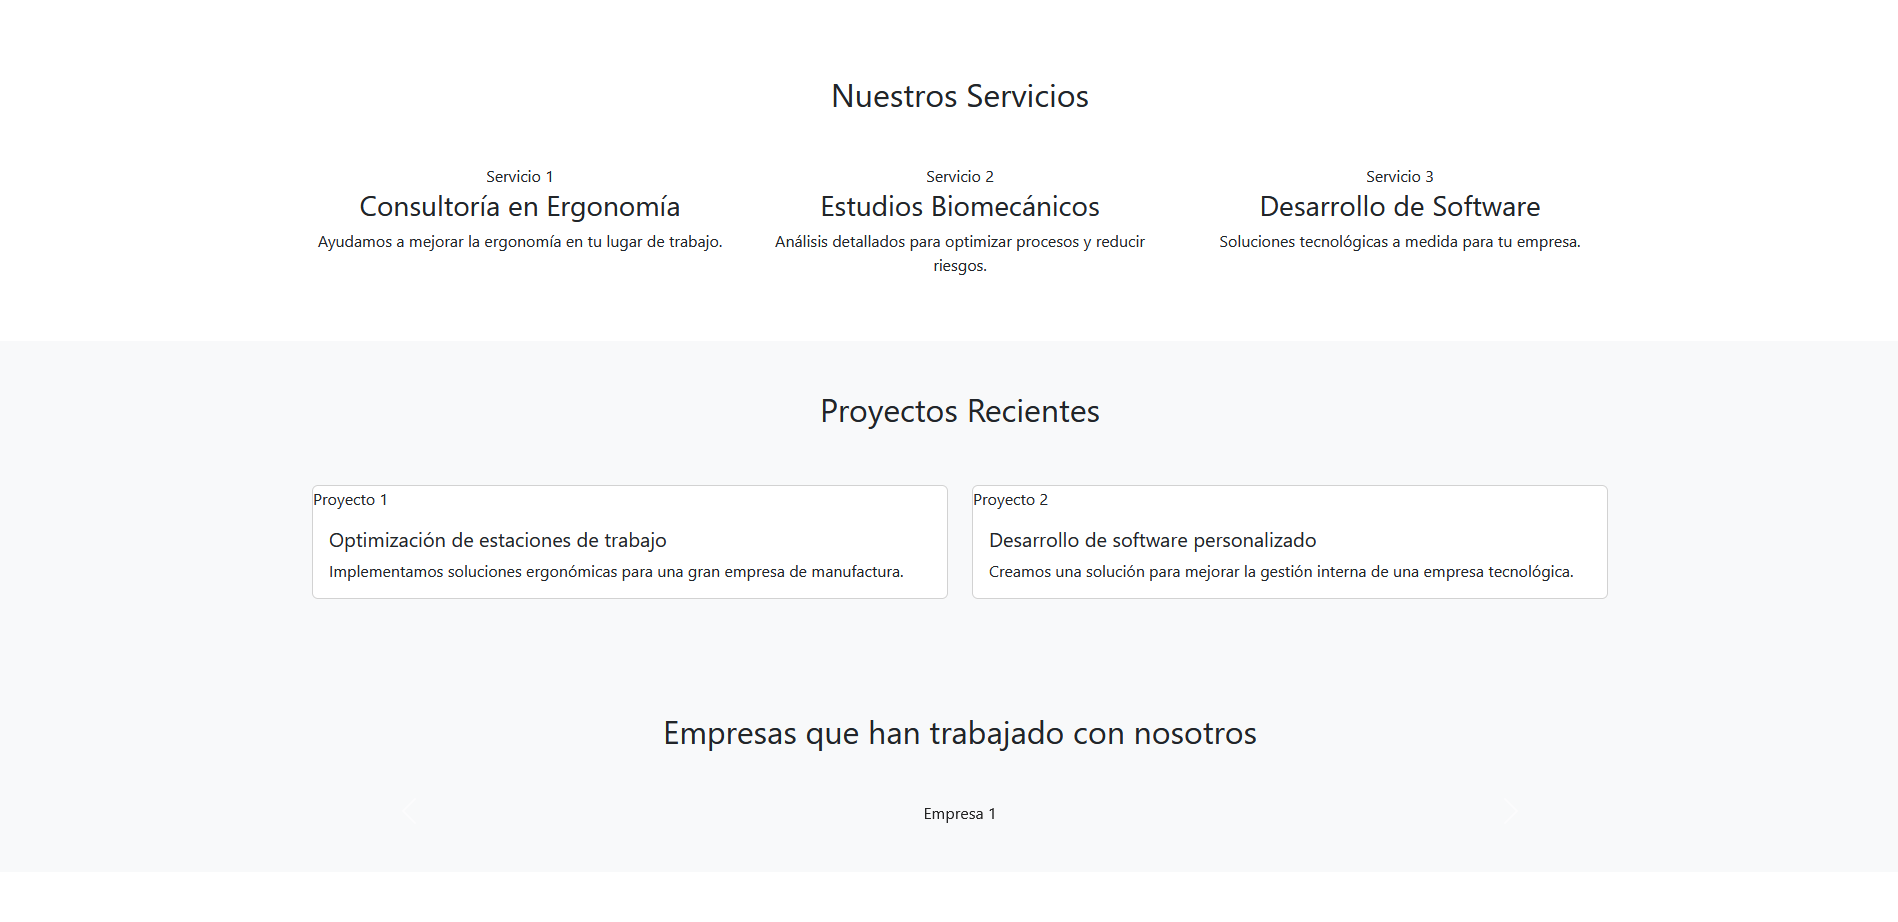 Nuestros Servicios
Servicio 1
Consultoría en Ergonomía
Ayudamos a mejorar la ergonomía en tu lugar de trabajo.
Servicio 2
Estudios Biomecánicos
Análisis detallados para optimizar procesos y reducir
riesgos.
Servicio 3
Desarrollo de Software
Soluciones tecnológicas a medida para tu empresa.
Proyectos Recientes
Proyecto 1
Optimización de estaciones de trabajo
Implementamos soluciones ergonómicas para una gran empresa de manufactura.
Proyecto 2
Desarrollo de software personalizado
Creamos una solución para mejorar la gestión interna de una empresa tecnológica.
Empresas que han trabajado con nosotros
Empresa 1